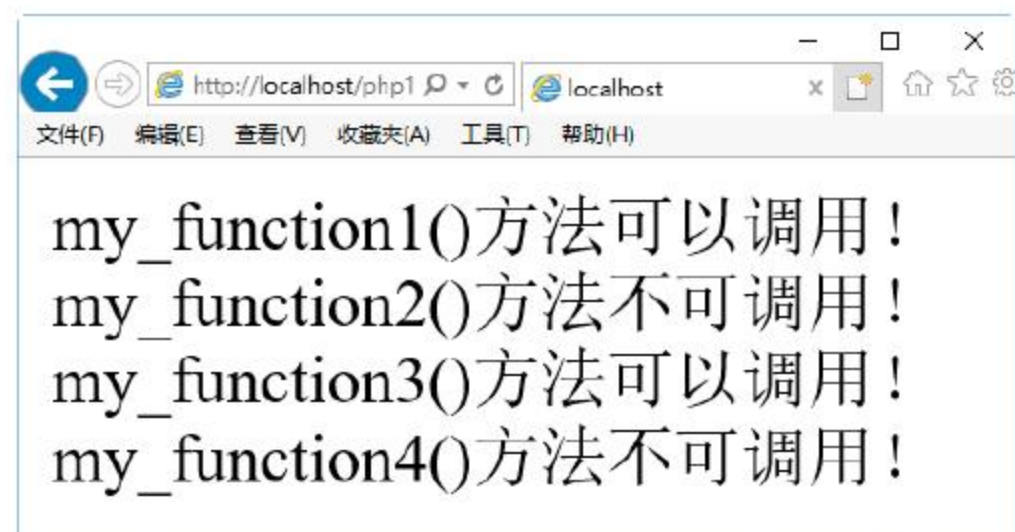 http://localhost/php1
localhost
文件(F) 编辑(E) 查看(V) 收藏夹(A) 工具(T) 帮助(H)
my_function1()方法可以调用！
my_function2()方法不可调用！
my_function3()方法可以调用！
my_function4()方法不可调用！